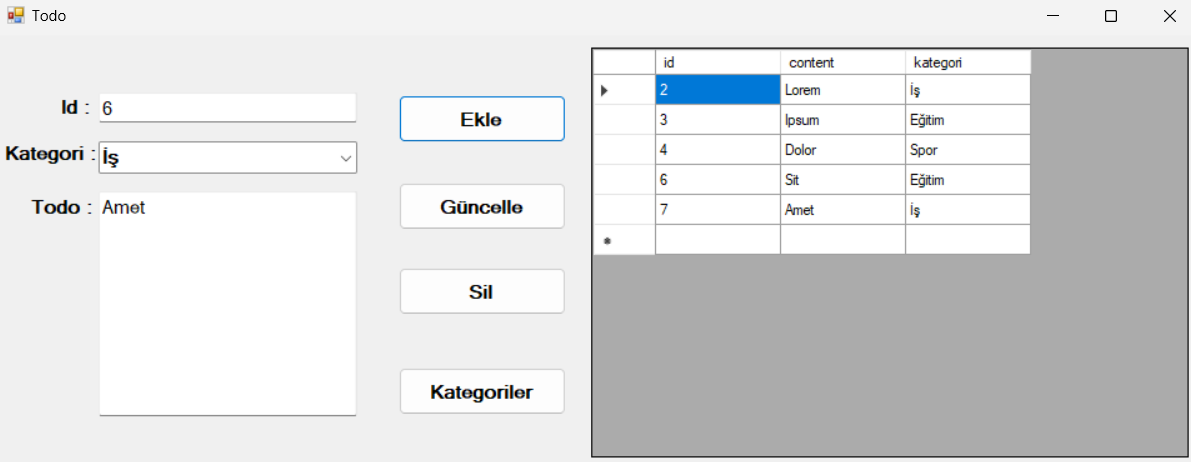 Todo
Id : 6
Kategori : İş
Todo : Amet
Ekle
Güncelle
Sil
Kategoriler
id content kategori
2 Lorem İş
3 Ipsum Eğitim
4 Dolor Spor
6 Sit Eğitim
7 Amet İş